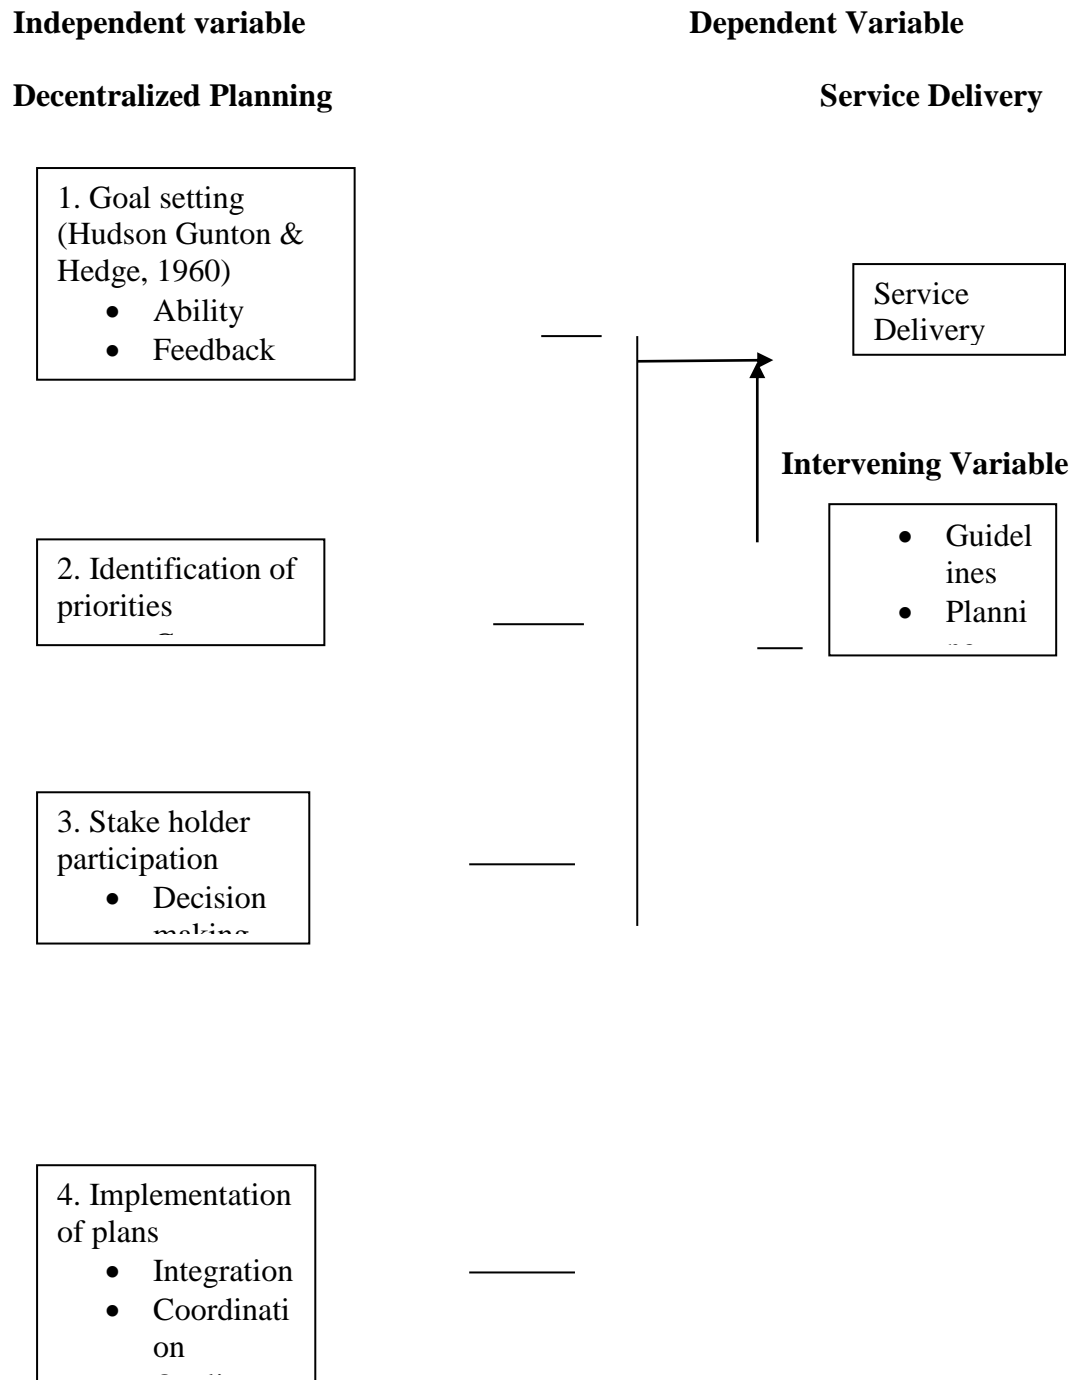 Independent variable
Dependent Variable
Decentralized Planning
Service Delivery
1. Goal setting
(Hudson Gunton &
Hedge, 1960)
• Ability
• Feedback
Service
Delivery
Intervening Variable
• Guidel
ines
• Planni
2. Identification of
priorities
3. Stake holder
participation
• Decision
making
4. Implementation
of plans
• Integration
• Coordinati
on